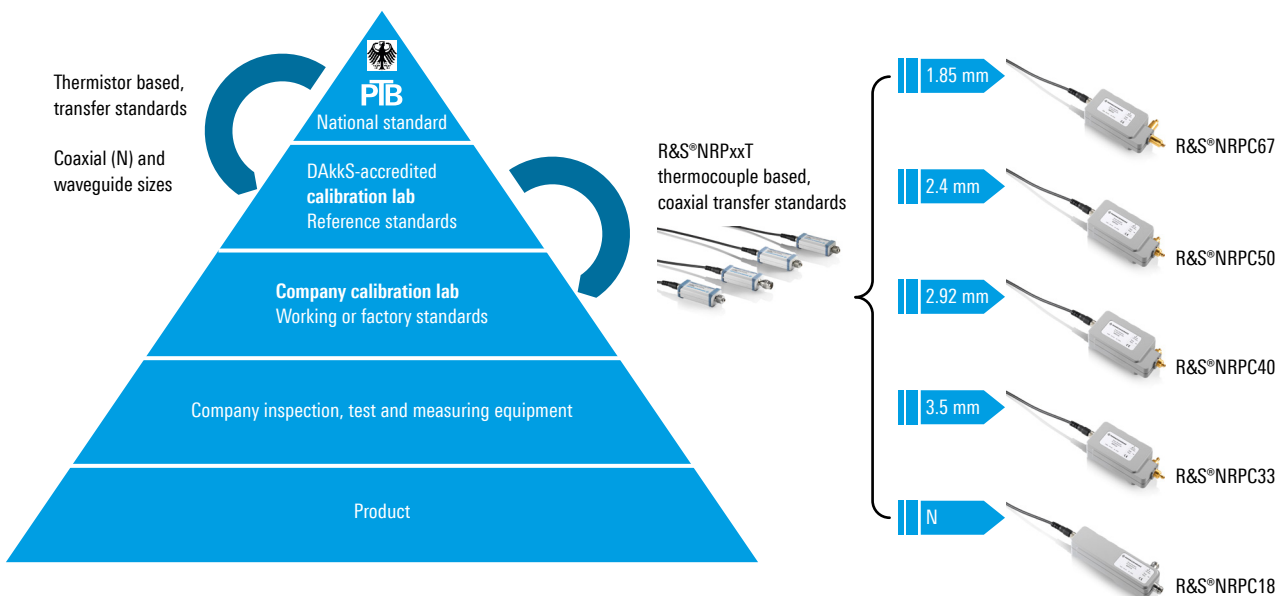 Thermistor based,
transfer standards
Coaxial (N) and
waveguide sizes
PTB
National standard
DAkkS-accredited
calibration lab
Reference standards
Company calibration lab
Working or factory standards
Company inspection, test and measuring equipment
Product
R&S®NRPxxT
thermocouple based,
coaxial transfer standards
1.85 mm
R&S®NRPC67
2.4 mm
R&S®NRPC50
2.92 mm
R&S®NRPC40
3.5 mm
R&S®NRPC33
N
R&S®NRPC18